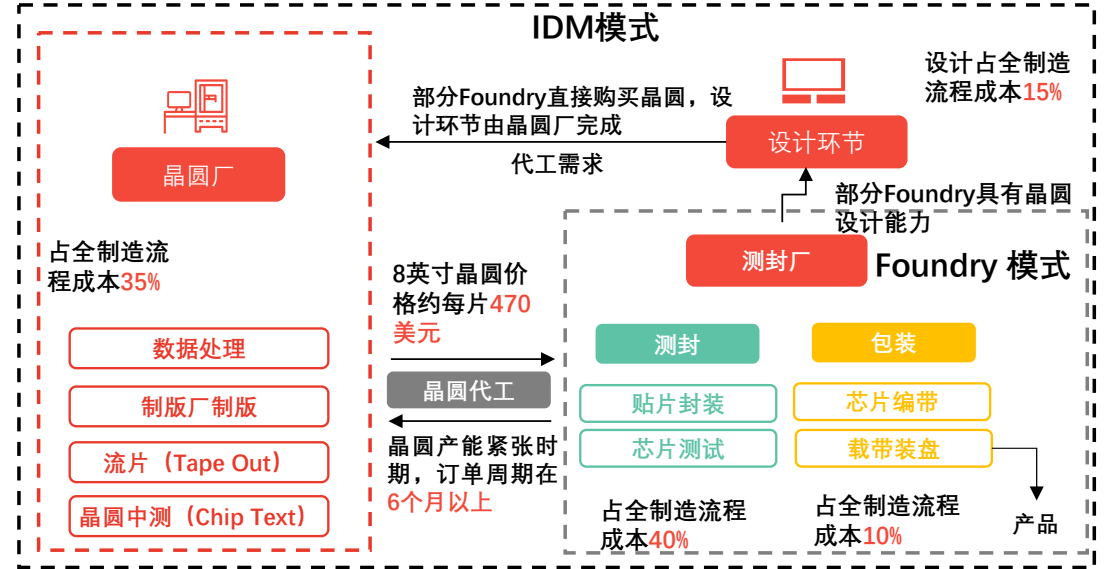 IDM模式
设计占全制造
流程成本15%
部分Foundry直接购买晶圆，设
计环节由晶圆厂完成
设计环节
代工需求
晶圆厂
部分Foundry具有晶圆
设计能力
占全制造流
程成本35%
测封厂
Foundry 模式
8英寸晶圆价
格约每片470
美元
数据处理
测封
包装
晶圆代工
制版厂制版
贴片封装
芯片编带
流片（Tape Out）
晶圆产能紧张时
期，订单周期在
6个月以上
芯片测试
载带装盘
晶圆中测（Chip Text）
占全制造流程
成本40%
占全制造流程
成本10%
产品